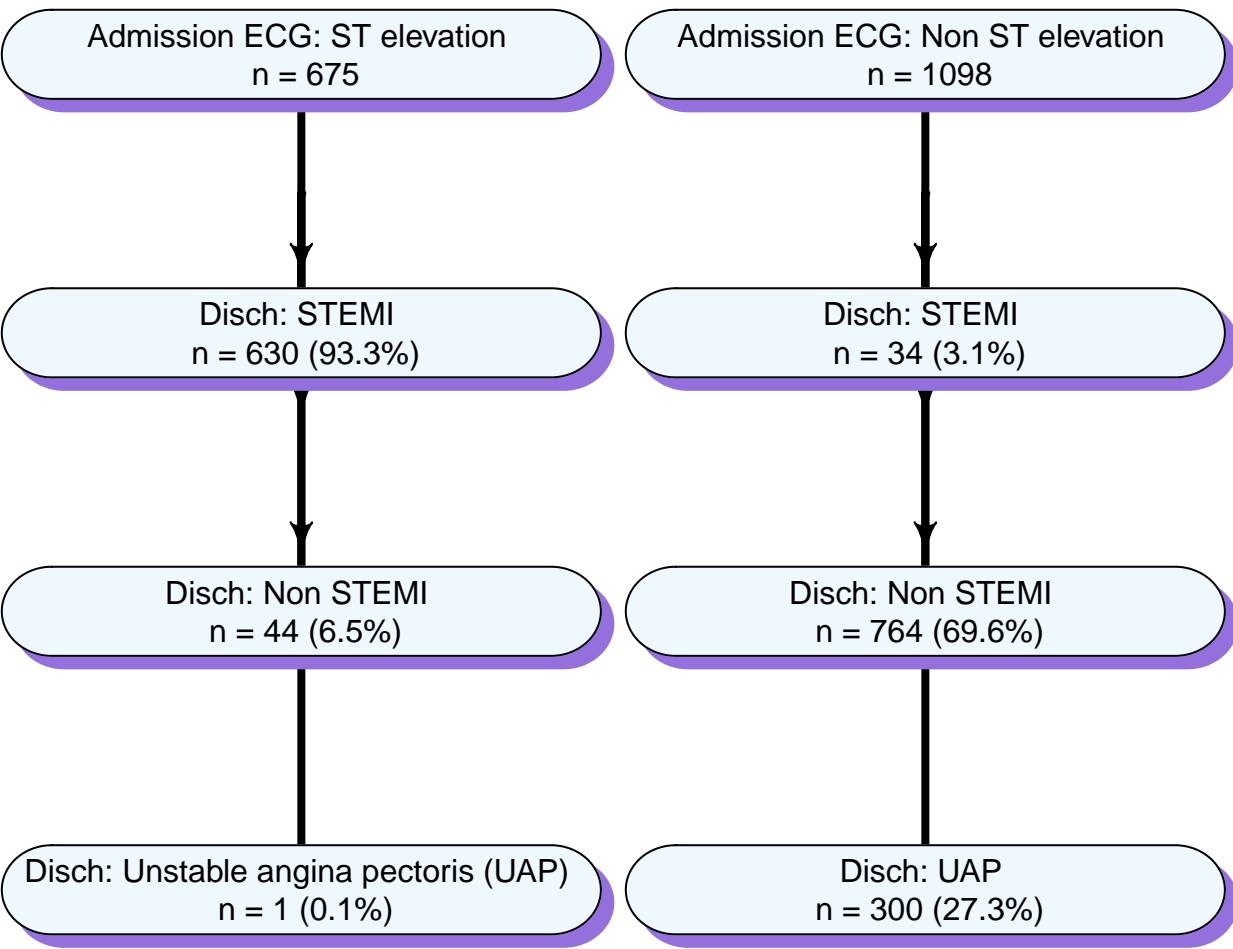 Admission ECG: ST elevation
n = 675
Admission ECG: Non ST elevation
n = 1098
Disch: STEMI
n = 630 (93.3%)
Disch: STEMI
n = 34 (3.1%)
Disch: Non STEMI
n = 44 (6.5%)
Disch: Non STEMI
n = 764 (69.6%)
Disch: Unstable angina pectoris (UAP)
n = 1 (0.1%)
Disch: UAP
n = 300 (27.3%)